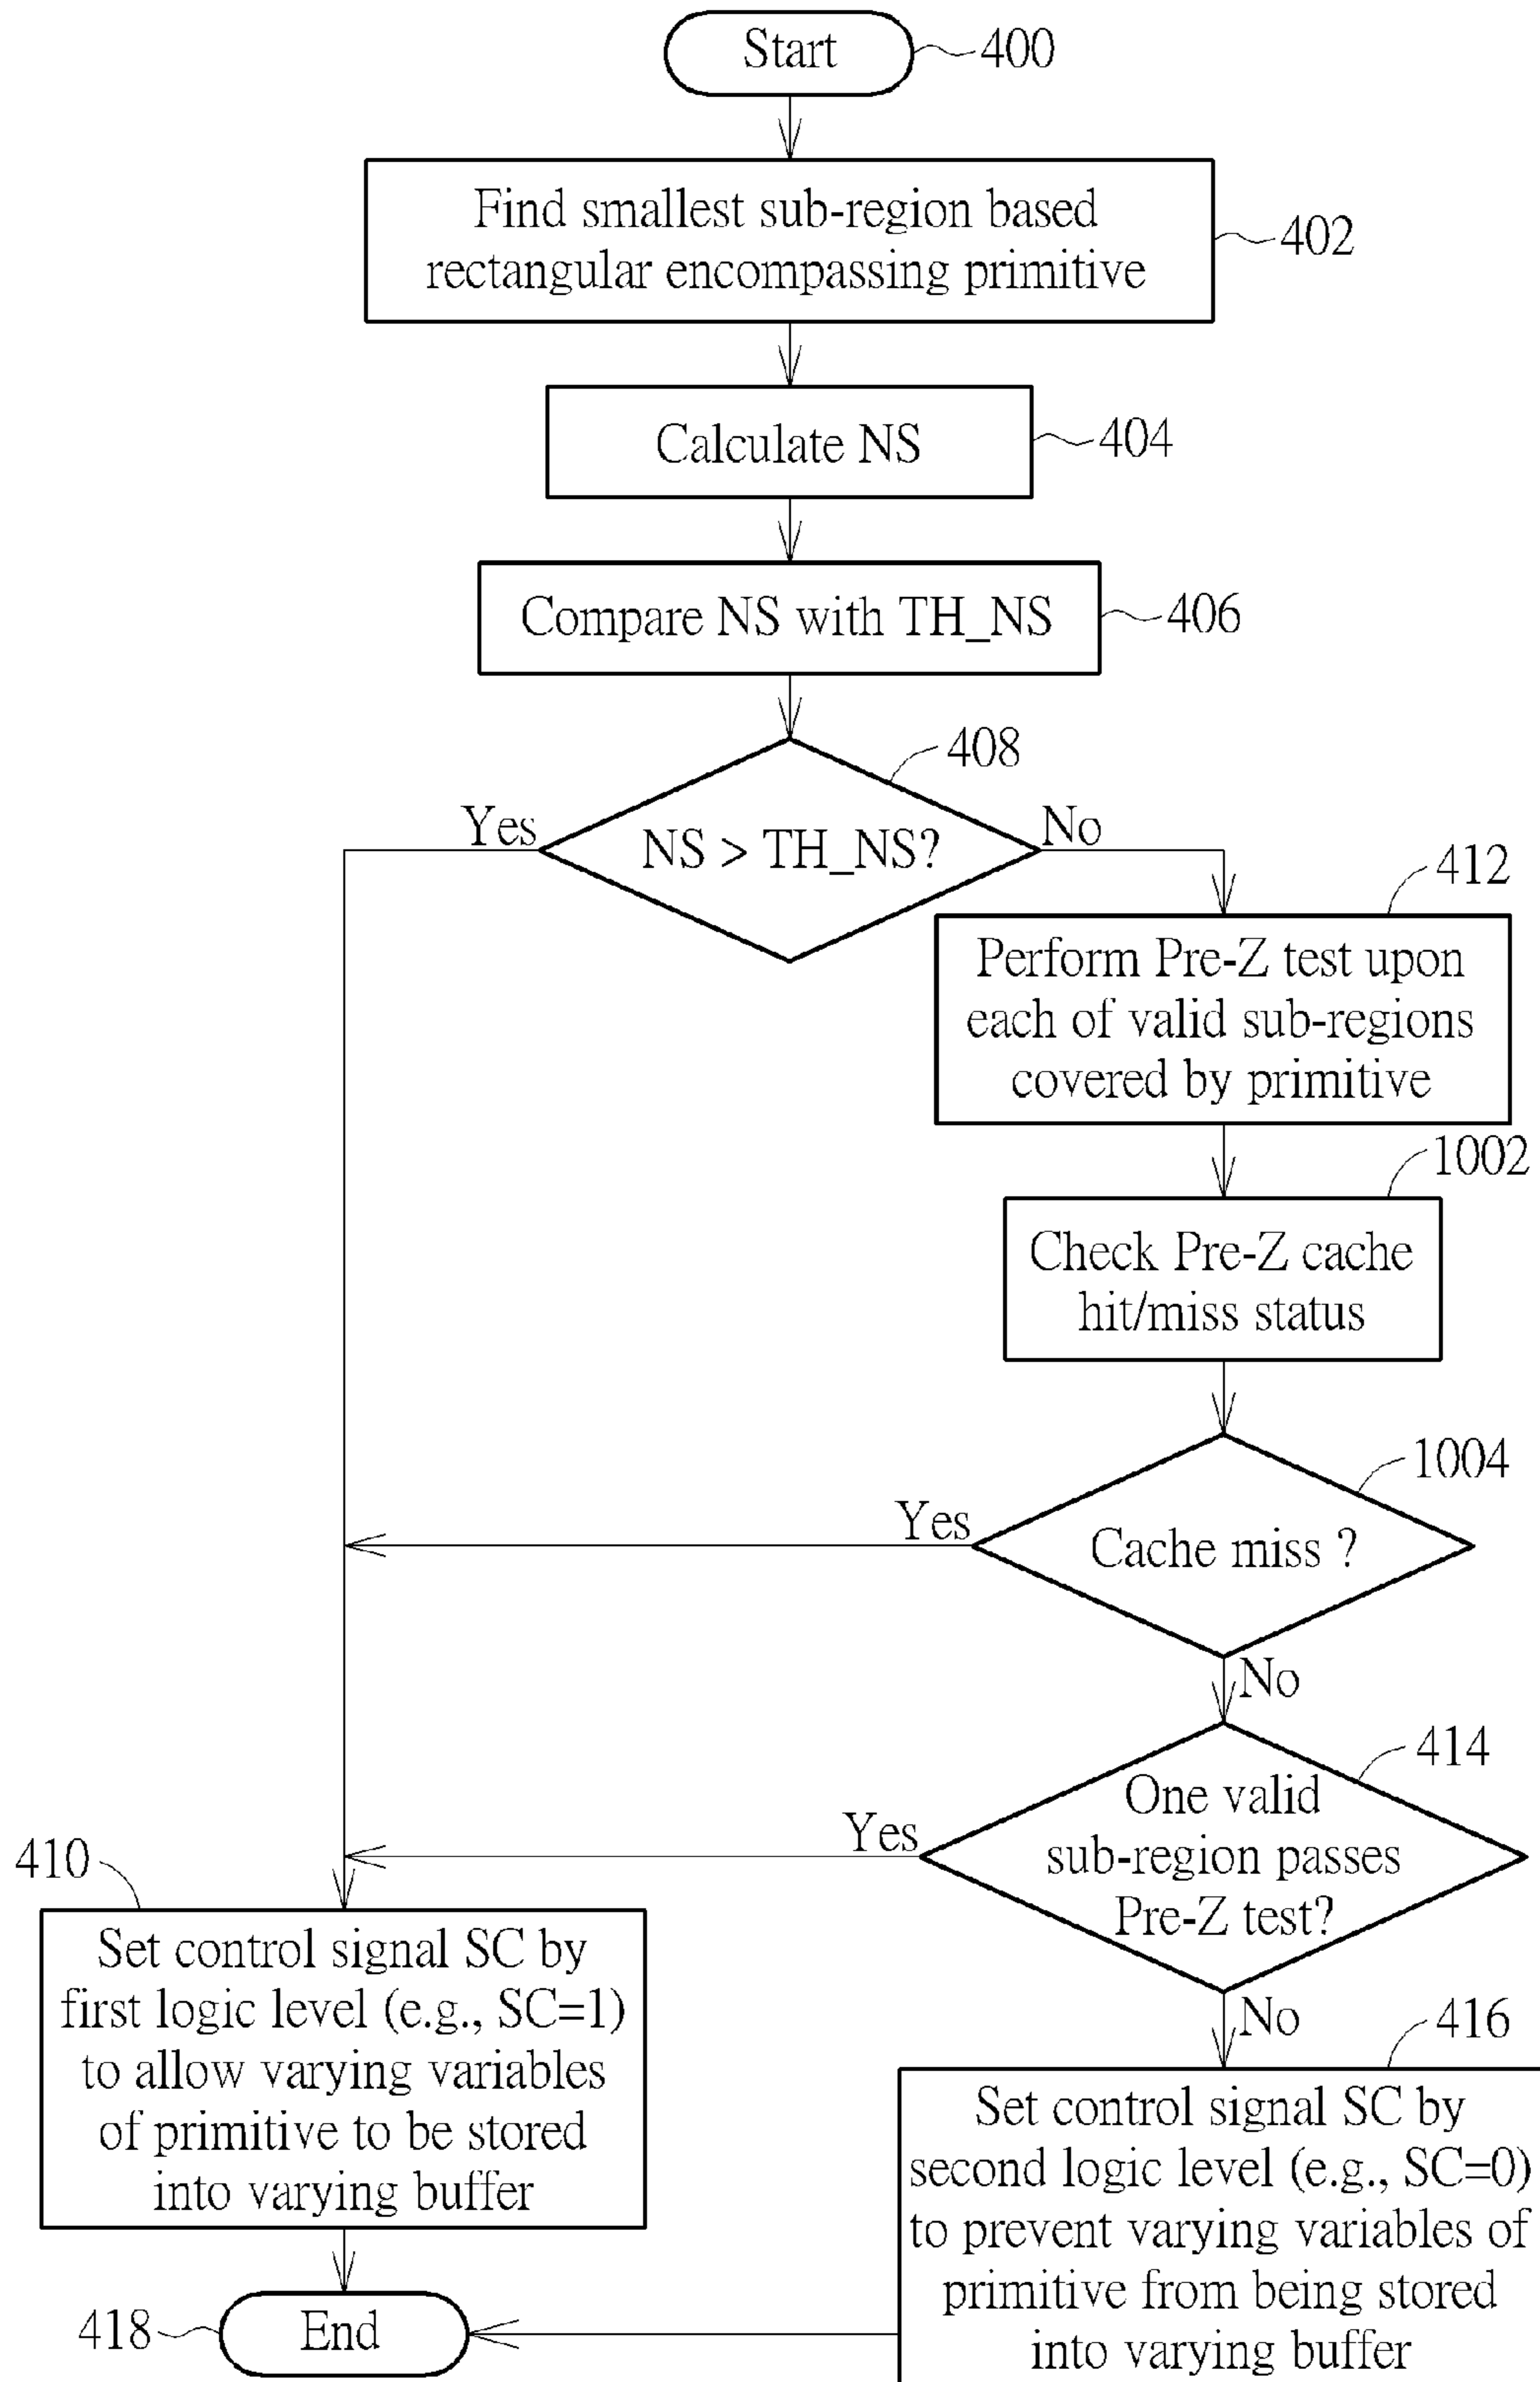 Start
400
Find smallest sub-region based
rectangular encompassing primitive
402
Calculate NS
404
Compare NS with TH_NS
406
408
Yes
NS > TH_NS?
No
412
Perform Pre-Z test upon
each of valid sub-regions
covered by primitive
1002
Check Pre-Z cache
hit/miss status
1004
Yes
Cache miss ?
No
414
One valid
sub-region passes
Pre-Z test?
Yes
410
Set control signal SC by
first logic level (e.g., SC=1)
to allow varying variables
of primitive to be stored
into varying buffer
No
416
Set control signal SC by
second logic level (e.g., SC=0)
to prevent varying variables of
primitive from being stored
into varying buffer
418
End